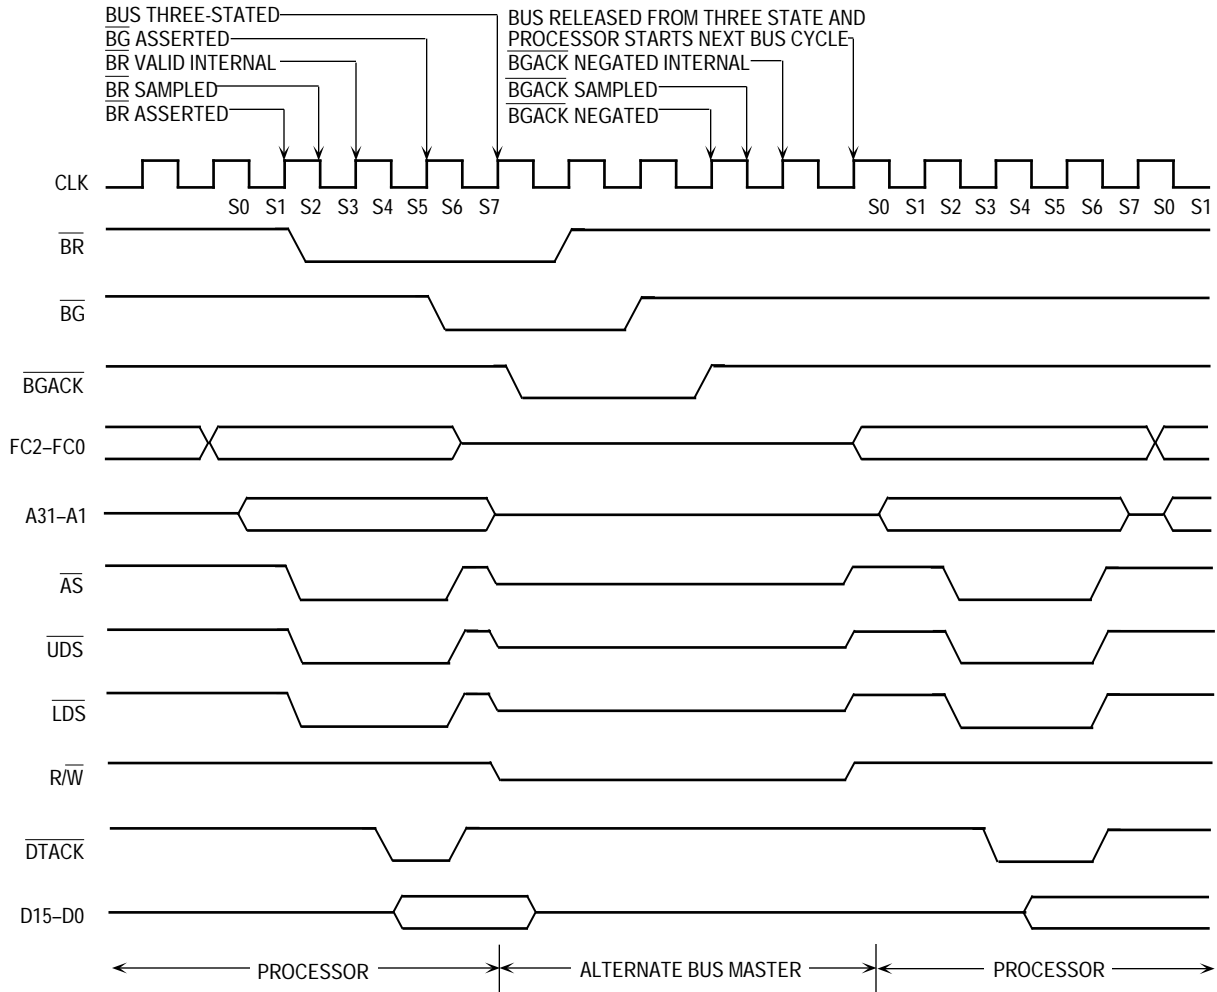 BUS THREE-STATED
BG ASSERTED
BR VALID INTERNAL
BR SAMPLED
BR ASSERTED
BUS RELEASED FROM THREE STATE AND
PROCESSOR STARTS NEXT BUS CYCLE
BGACK NEGATED INTERNAL
BGACK SAMPLED
BGACK NEGATED
CLK
S0 S1 S2 S3 S4 S5 S6 S7 S0 S1 S2 S3 S4 S5 S6 S7 S0 S1
BR
BG
BGACK
FC2–FC0
A31–A1
AS
UDS
LDS
R/W
DTACK
D15–D0
PROCESSOR ALTERNATE BUS MASTER PROCESSOR